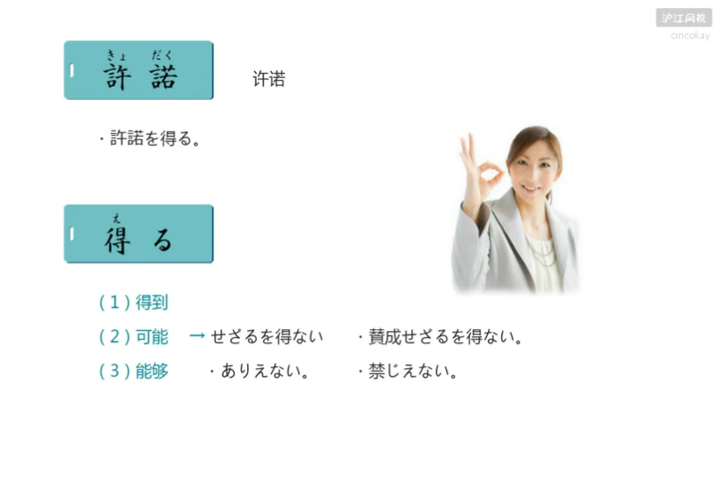 沪江网校
cincokay
きょ だく
許 諾 许诺
・許諾を得る。
え
得 る
(1)得到
(2)可能 → せざるを得ない ・賛成せざるを得ない。
(3)能够 ・ありえない。 ・禁じえない。